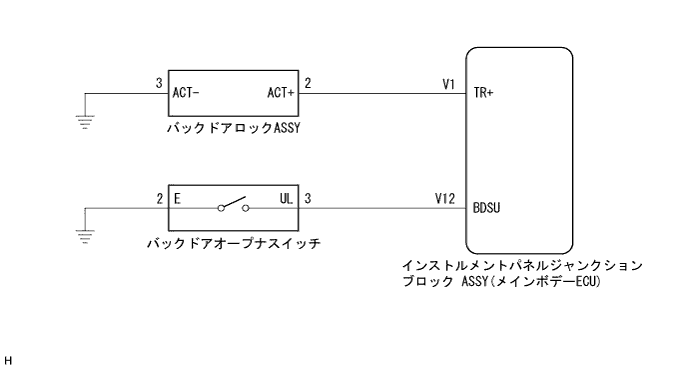 3 ACT- ACT+ 2 V1 TR+
バックドアロックASSY
2 E UL 3 V12 BDSU
バックドアオープナスイッチ
インストルメントパネルジャンクション
ブロック ASSY(メインボデーECU)
H